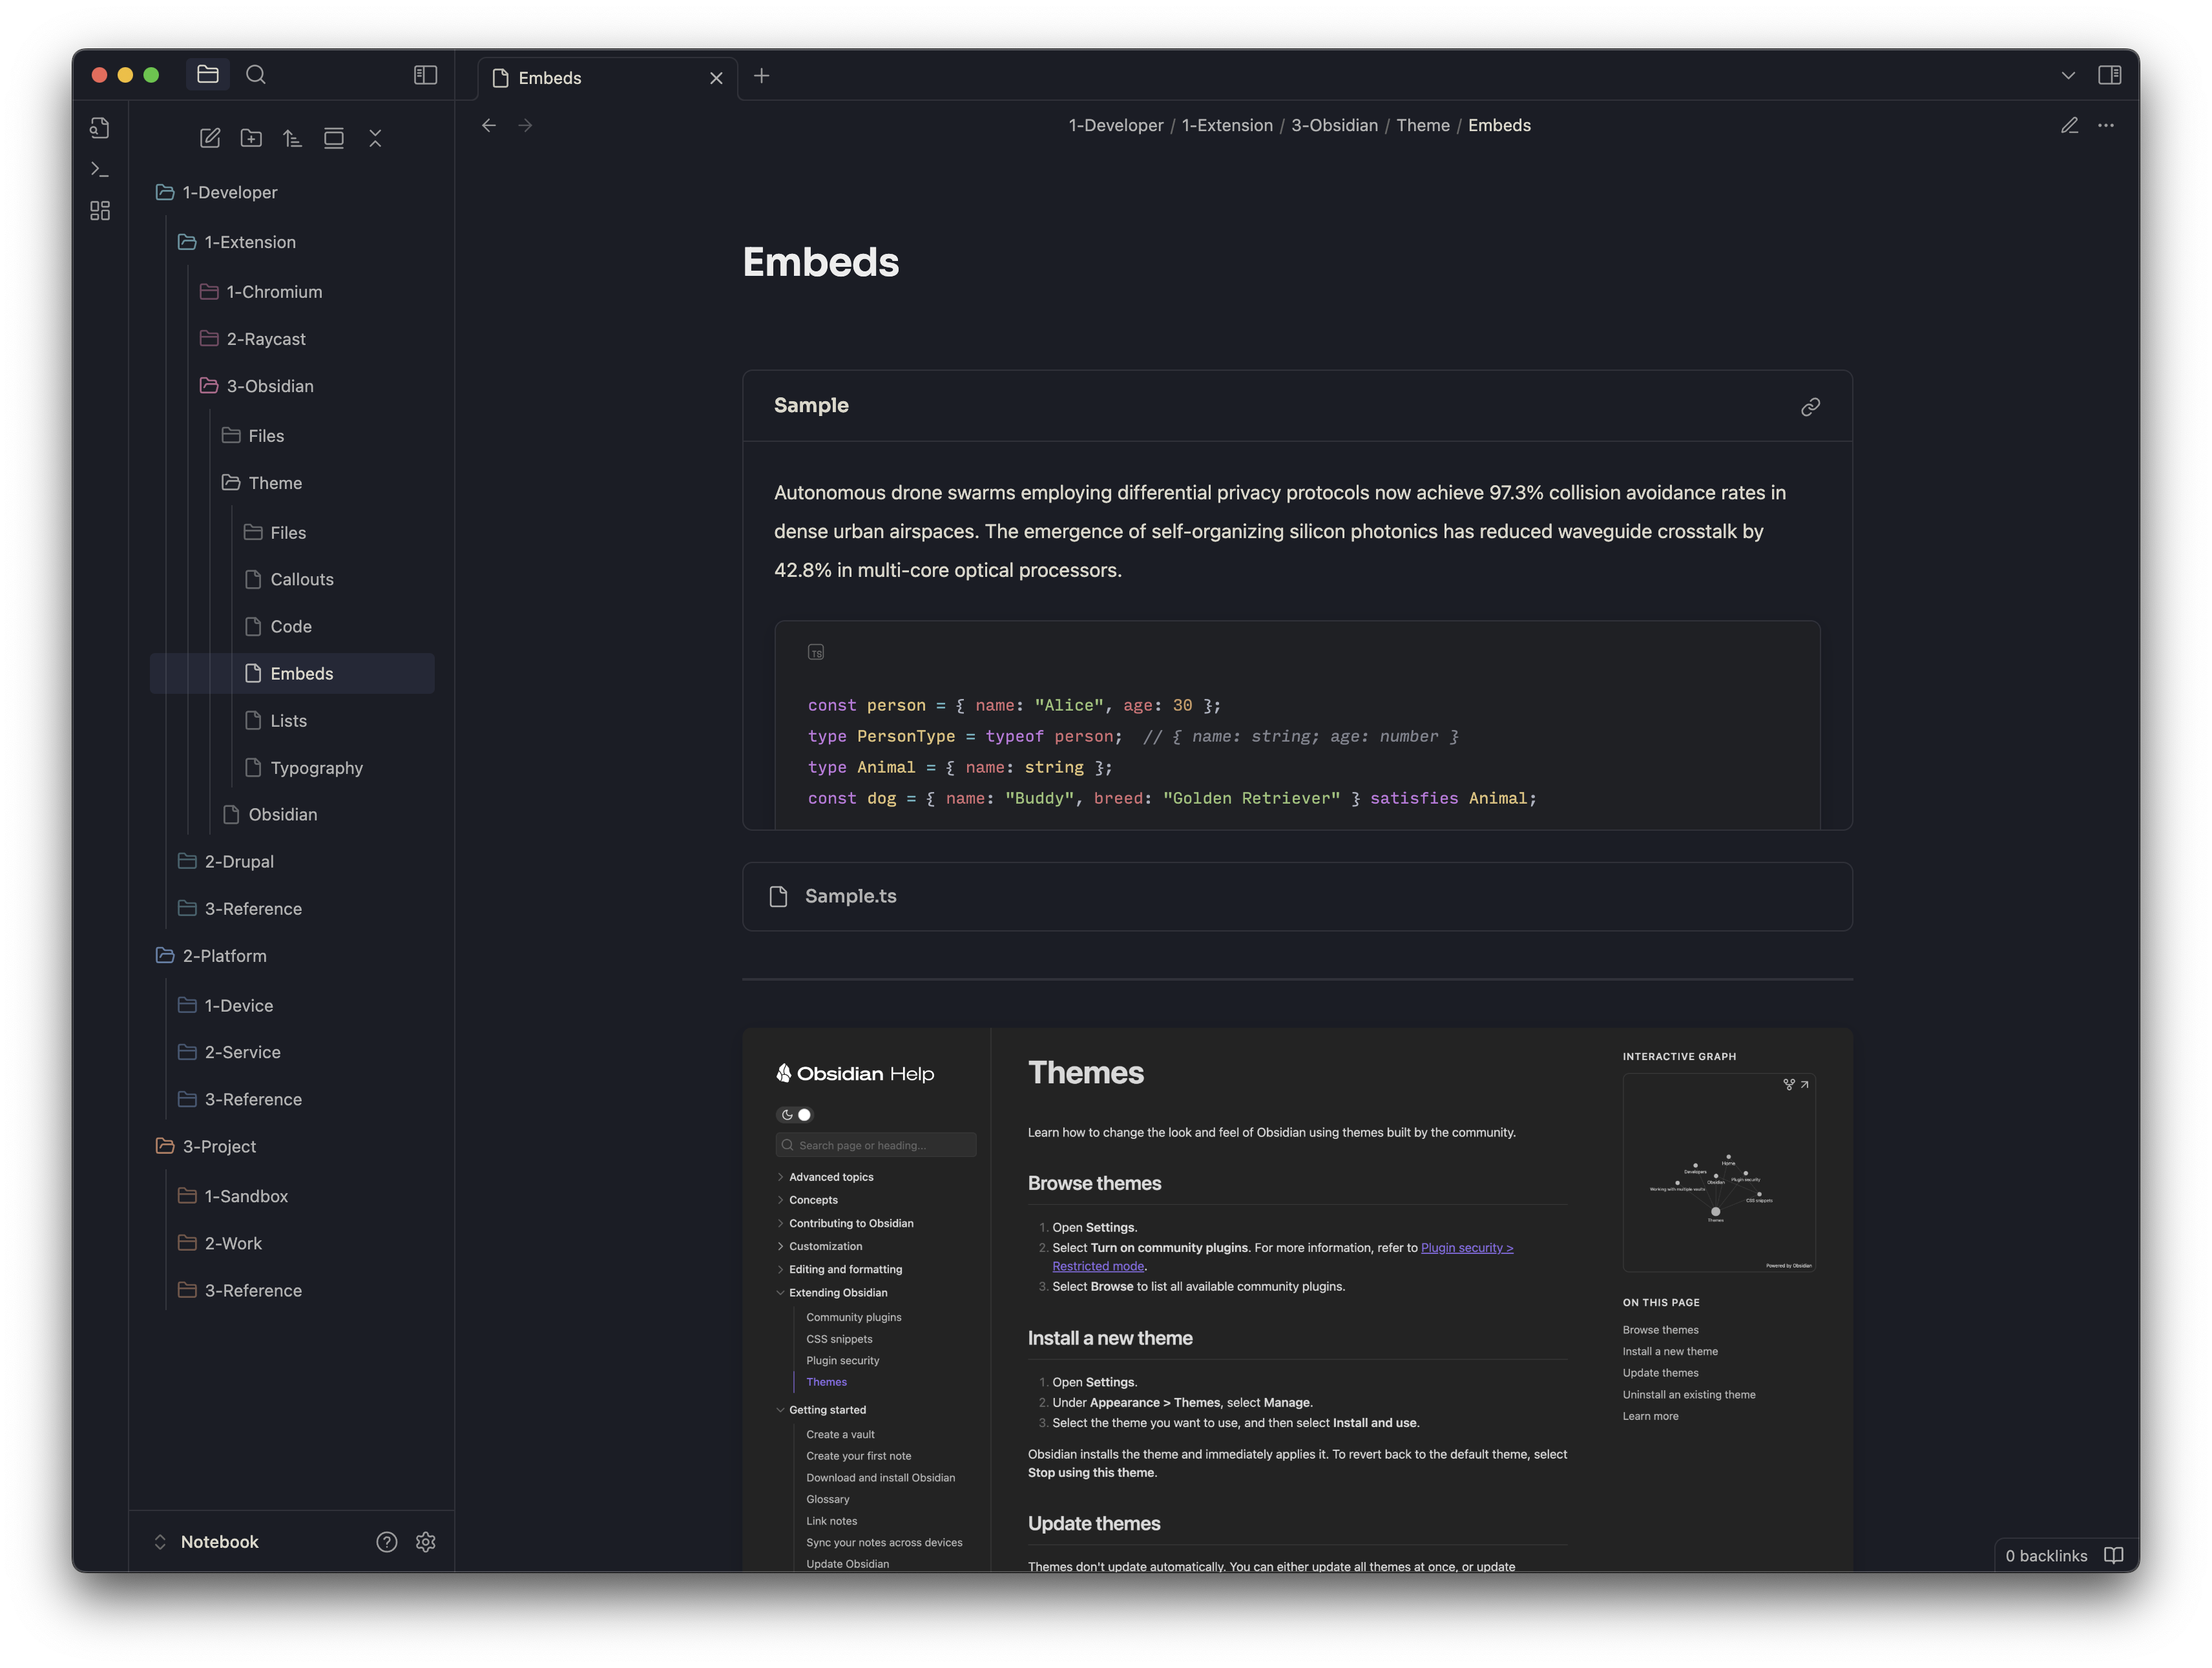 Embeds
1-Developer / 1-Extension / 3-Obsidian / Theme / Embeds
1-Developer
1-Extension
1-Chromium
2-Raycast
3-Obsidian
Files
Theme
Files
Callouts
Code
Embeds
Lists
Typography
Obsidian
2-Drupal
3-Reference
2-Platform
1-Device
2-Service
3-Reference
3-Project
1-Sandbox
2-Work
3-Reference
Notebook
Embeds
Sample
Autonomous drone swarms employing differential privacy protocols now achieve 97.3% collision avoidance rates in
dense urban airspaces. The emergence of self-organizing silicon photonics has reduced waveguide crosstalk by
42.8% in multi-core optical processors.
TS
const person = { name: "Alice", age: 30 };
type PersonType = typeof person;  // { name: string; age: number }
type Animal = { name: string };
const dog = { name: "Buddy", breed: "Golden Retriever" } satisfies Animal;
Sample.ts
Obsidian Help
Search page or heading...
Advanced topics
Concepts
Contributing to Obsidian
Customization
Editing and formatting
Extending Obsidian
Community plugins
CSS snippets
Plugin security
Themes
Getting started
Create a vault
Create your first note
Download and install Obsidian
Glossary
Link notes
Sync your notes across devices
Update Obsidian
Themes
Learn how to change the look and feel of Obsidian using themes built by the community.
Browse themes
1. Open Settings.
2. Select Turn on community plugins. For more information, refer to Plugin security >
Restricted mode.
3. Select Browse to list all available community plugins.
Install a new theme
1. Open Settings.
2. Under Appearance > Themes, select Manage.
3. Select the theme you want to use, and then select Install and use.
Obsidian installs the theme and immediately applies it. To revert back to the default theme, select
Stop using this theme.
Update themes
Themes don't update automatically. You can either update all themes at once, or update
INTERACTIVE GRAPH
Home
Developers
Obsidian
Plugin security
Working with multiple vaults
CSS snippets
Themes
Powered by Obsidian
ON THIS PAGE
Browse themes
Install a new theme
Update themes
Uninstall an existing theme
Learn more
0 backlinks